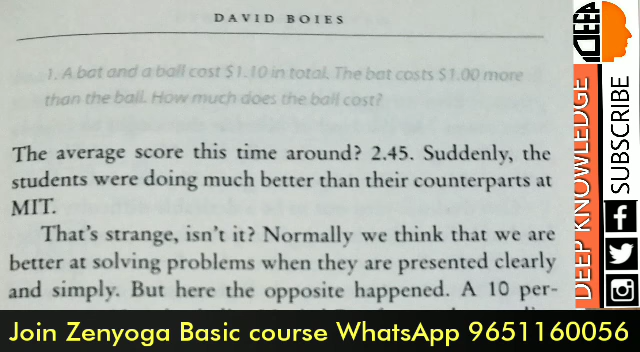 DAVID BOIES
1. A bat and a ball cost $1.10 in total. The bat costs $1.00 more
than the ball. How much does the ball cost?
The average score this time around? 2.45. Suddenly, the
students were doing much better than their counterparts at
MIT.
That's strange, isn't it? Normally we think that we are
better at solving problems when they are presented clearly
and simply. But here the opposite happened. A 10 per-
IDEEP
DEEP KNOWLEDGE
SUBSCRIBE
Join Zenyoga Basic course WhatsApp 9651160056